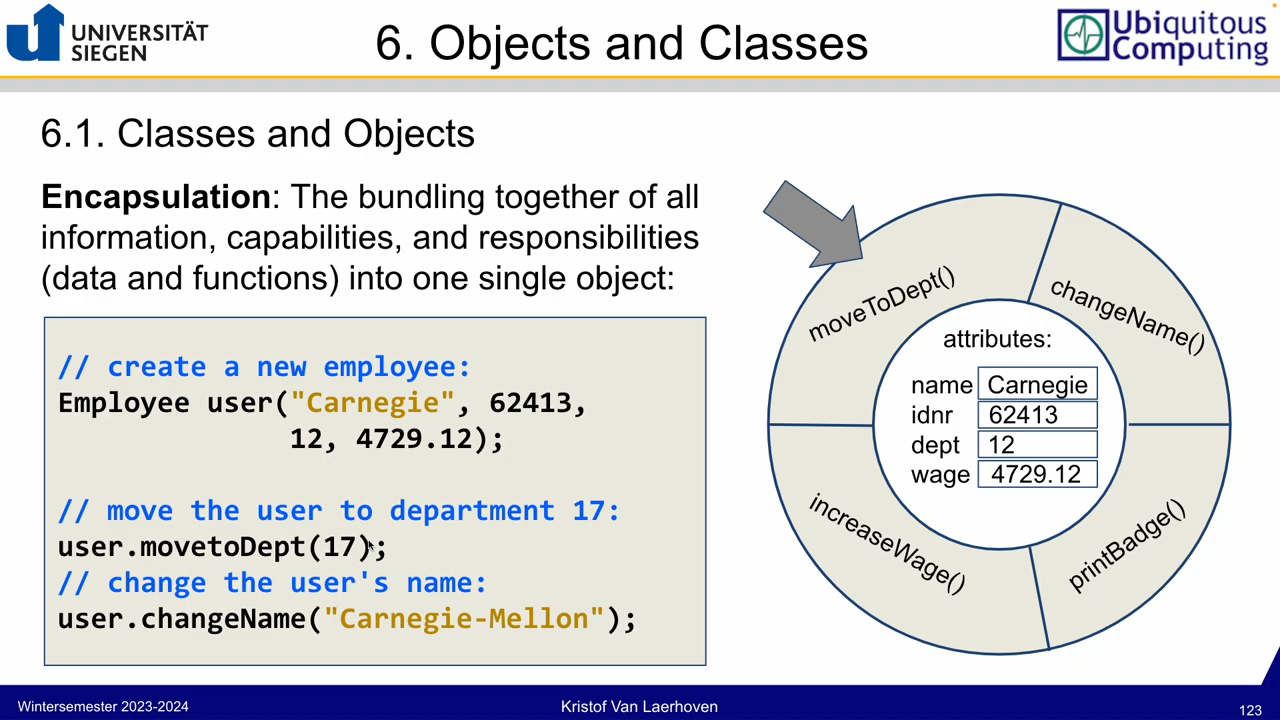 UNIVERSITÄT
SIEGEN
6. Objects and Classes
Ubiquitous
Computing
6.1. Classes and Objects
Encapsulation: The bundling together of all
information, capabilities, and responsibilities
(data and functions) into one single object:
// create a new employee:
Employee user("Carnegie", 62413,
12, 4729.12);
// move the user to department 17:
user.movetoDept(17);
// change the user's name:
user.changeName("Carnegie-Mellon");
moveToDept()
changeName()
attributes:
name Carnegie
idnr 62413
dept 12
wage 4729.12
increaseWage()
printBadge()
Wintersemester 2023-2024
Kristof Van Laerhoven
123